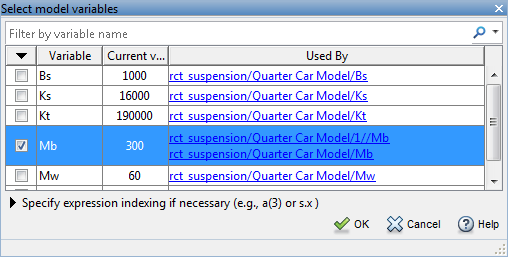 Select model variables
Filter by variable name
Variable Current v... Used By
Bs 1000 rct_suspension/Quarter Car Model/Bs
Ks 16000 rct_suspension/Quarter Car Model/Ks
Kt 190000 rct_suspension/Quarter Car Model/Kt
Mb 300 rct_suspension/Quarter Car Model/1//Mb
rct_suspension/Quarter Car Model/Mb
Mw 60 rct_suspension/Quarter Car Model/Mw
Specify expression indexing if necessary (e.g., a(3) or s.x )
OK Cancel Help